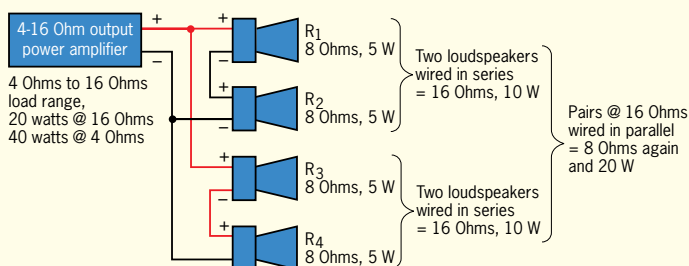 4-16 Ohm output
power amplifier
+
−
4 Ohms to 16 Ohms
load range,
20 watts @ 16 Ohms
40 watts @ 4 Ohms
+
−
R1
8 Ohms, 5 W
+
−
R2
8 Ohms, 5 W
Two loudspeakers
wired in series
= 16 Ohms, 10 W
+
−
R3
8 Ohms, 5 W
+
R4
8 Ohms, 5 W
Two loudspeakers
wired in series
= 16 Ohms, 10 W
Pairs @ 16 Ohms
wired in parallel
= 8 Ohms again
and 20 W